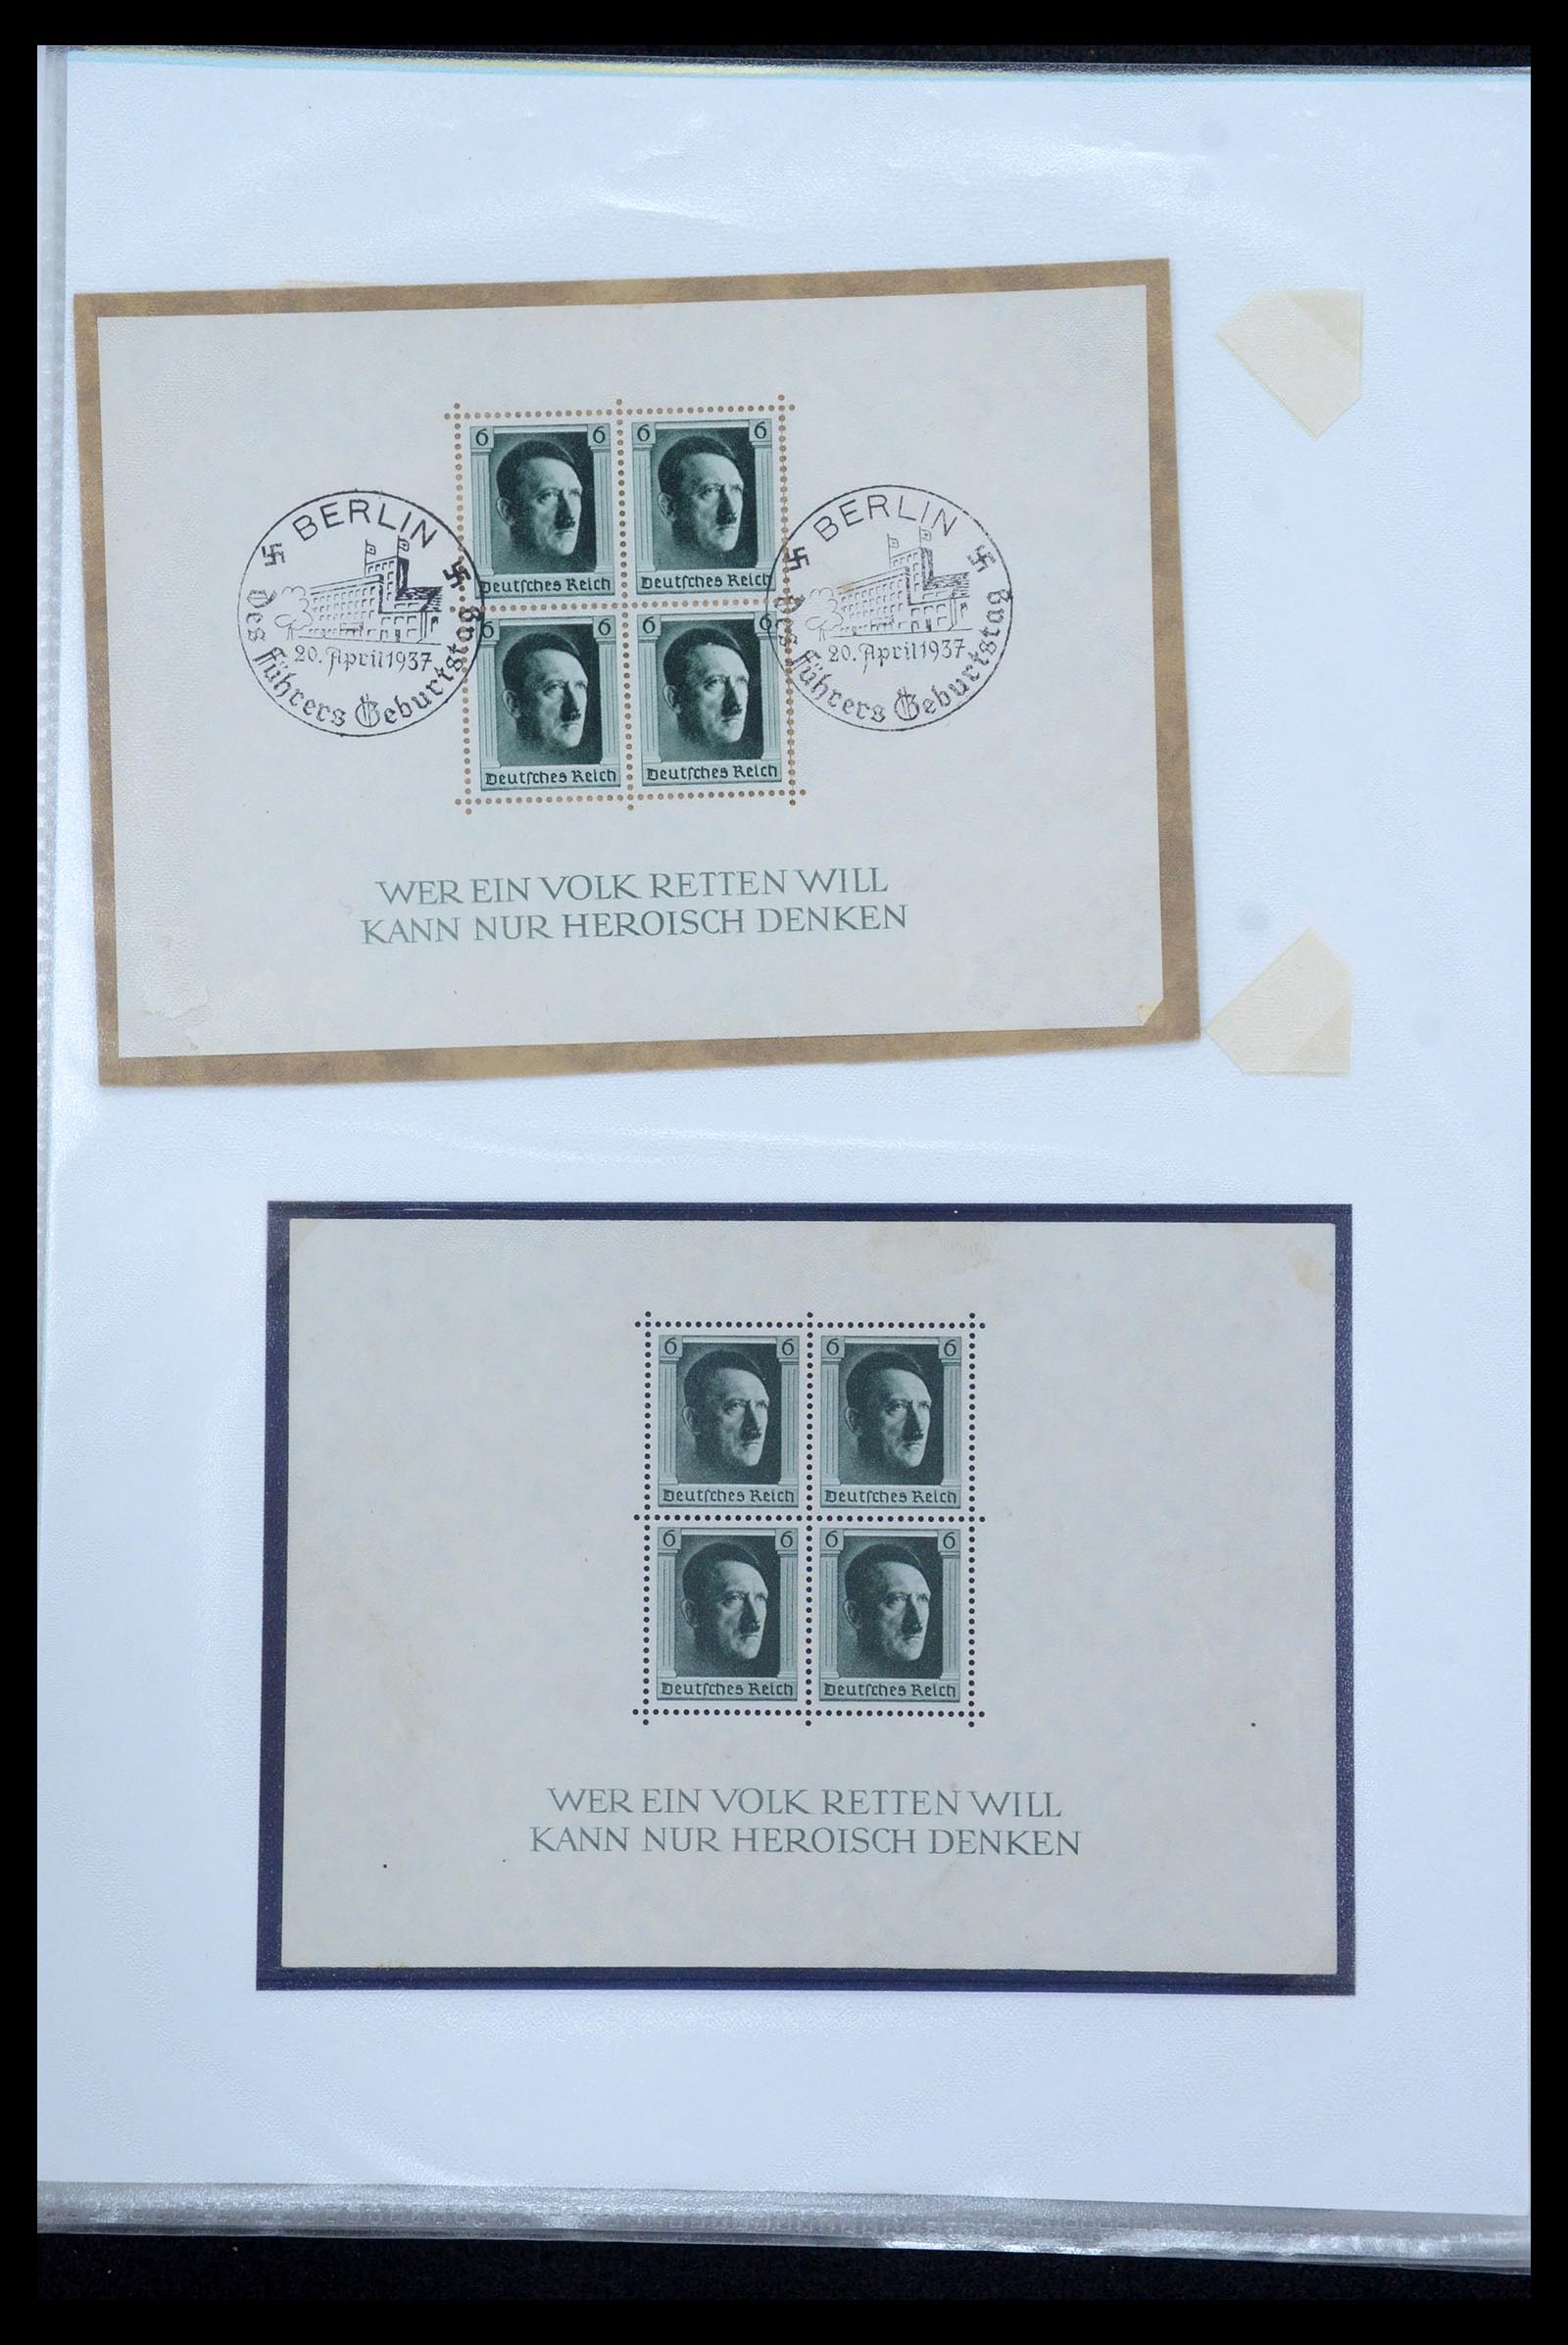 6 6 6 6
Deutsches Reich Deutsches Reich
BERLIN
20. April 1937
Des Führers Geburtstag
BERLIN
20. April 1937
Des Führers Geburtstag
6 6 6 6
Deutsches Reich Deutsches Reich
WER EIN VOLK RETTEN WILL
KANN NUR HEROISCH DENKEN
6 6 6 6
Deutsches Reich Deutsches Reich
6 6 6 6
Deutsches Reich Deutsches Reich
WER EIN VOLK RETTEN WILL
KANN NUR HEROISCH DENKEN